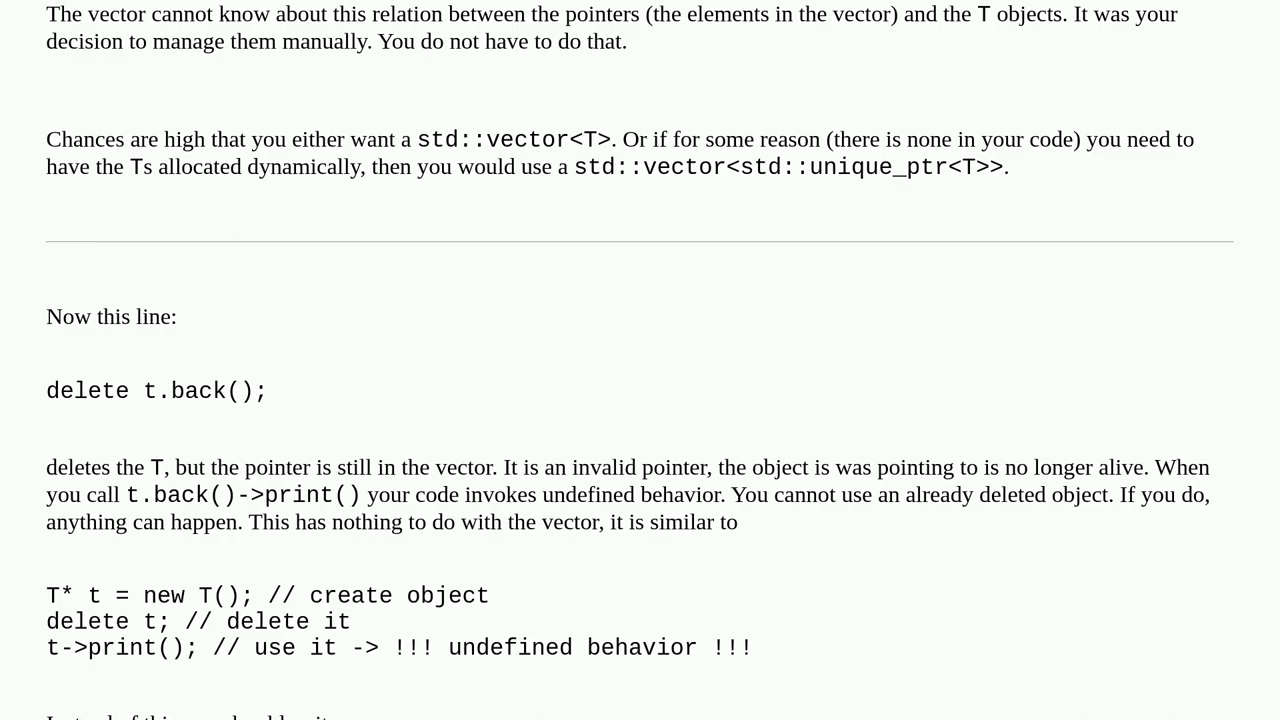 The vector cannot know about this relation between the pointers (the elements in the vector) and the T objects. It was your
decision to manage them manually. You do not have to do that.
Chances are high that you either want a std::vector<T>. Or if for some reason (there is none in your code) you need to
have the Ts allocated dynamically, then you would use a std::vector<std::unique_ptr<T>>.
Now this line:
delete t.back();
deletes the T, but the pointer is still in the vector. It is an invalid pointer, the object is was pointing to is no longer alive. When
you call t.back()->print() your code invokes undefined behavior. You cannot use an already deleted object. If you do,
anything can happen. This has nothing to do with the vector, it is similar to
T* t = new T(); // create object
delete t; // delete it
t->print(); // use it -> !!! undefined behavior !!!